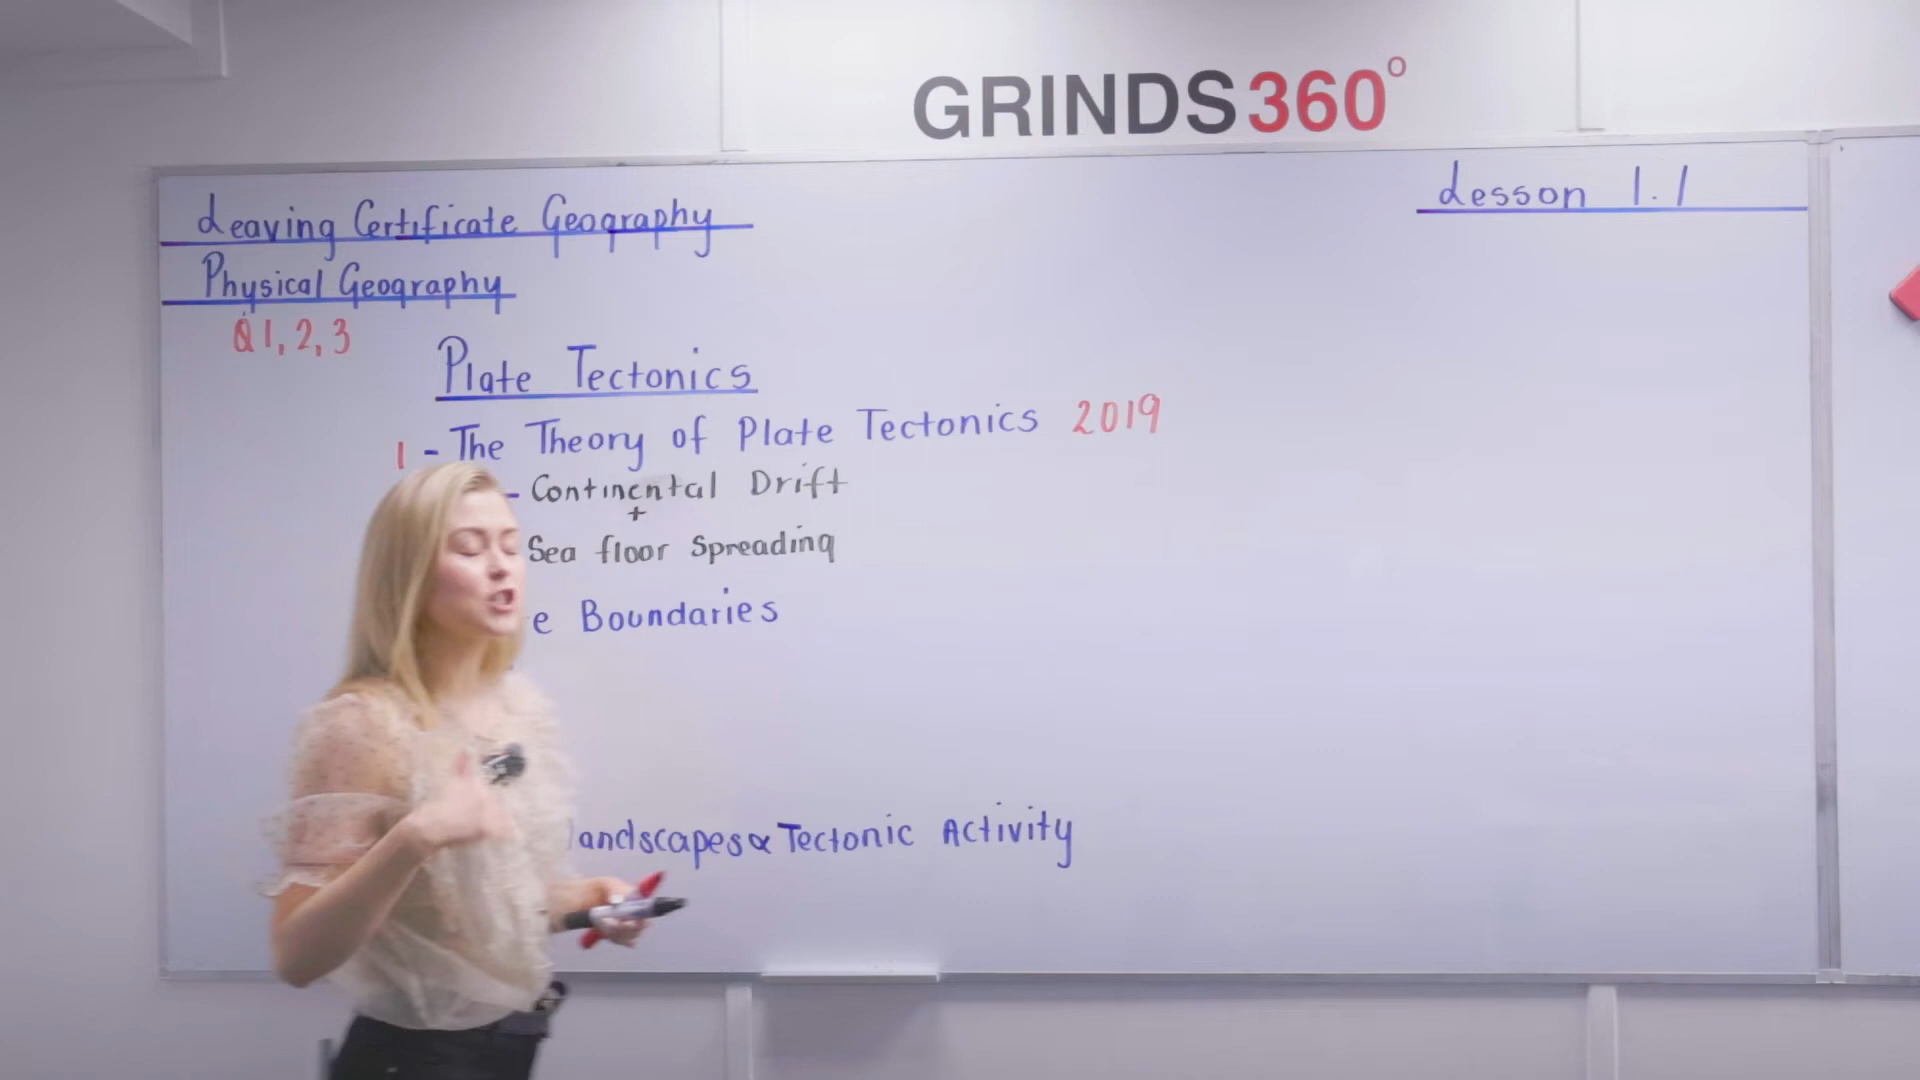 GRINDS360°
Lesson 1.1
Leaving Certificate Geography
Physical Geography
Q1, 2, 3
Plate Tectonics
1 - The Theory of Plate Tectonics 2019
- Continental Drift
+
Sea floor Spreading
Boundaries
Tectonic Activity